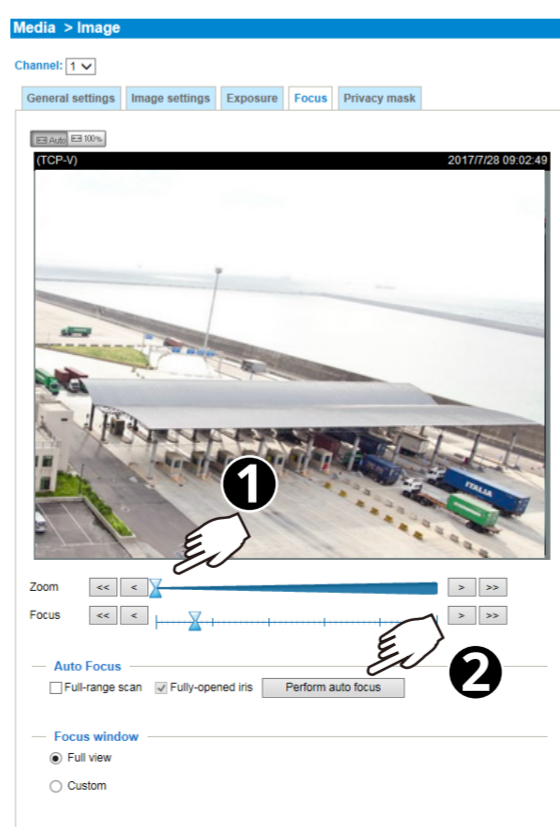 Media > Image
Channel: 1
General settings Image settings Exposure Focus Privacy mask
Auto 100%
(TCP-V) 2017/7/28 09:02:49
ITALIA
1
Zoom << < > >>
Focus << < > >>
2
Auto Focus
Full-range scan Fully-opened iris Perform auto focus
Focus window
Full view
Custom